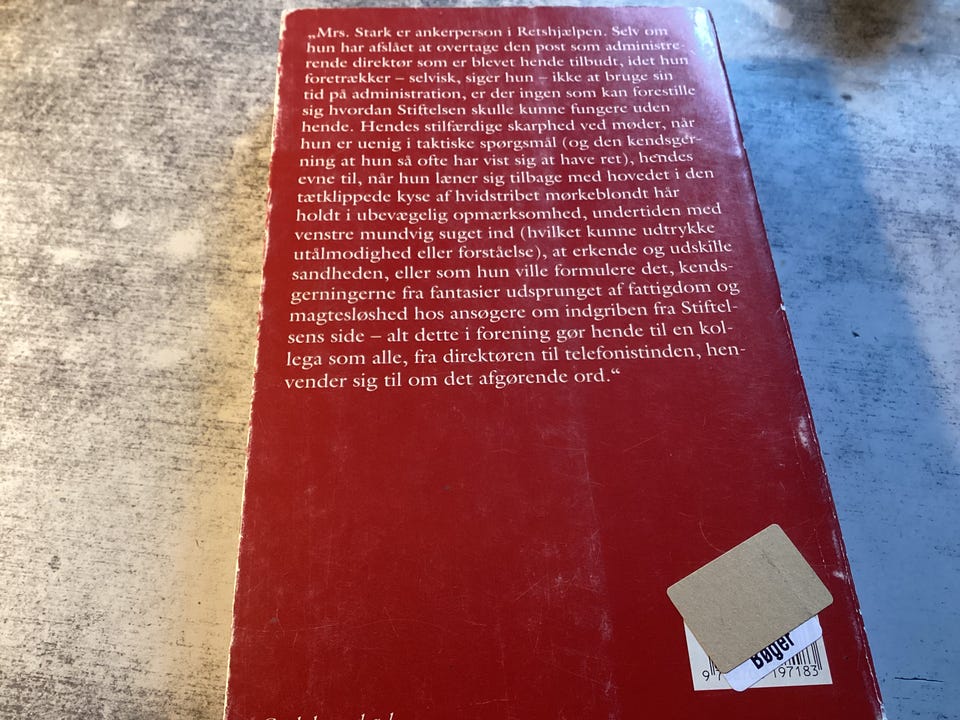 „Mrs. Stark er ankerperson i Retshjælpen. Selv om
hun har afslået at overtage den post som administre-
rende direktør som er blevet hende tilbudt, idet hun
foretrækker – selvisk, siger hun – ikke at bruge sin
tid på administration, er der ingen som kan forestille
sig hvordan Stiftelsen skulle kunne fungere uden
hende. Hendes stilfærdige skarphed ved møder, når
hun er uenig i taktiske spørgsmål (og den kendsger-
ning at hun så ofte har vist sig at have ret), hendes
evne til, når hun læner sig tilbage med hovedet i den
tætklippede kyse af hvidstribet mørkeblondt hår
holdt i ubevægelig opmærksomhed, undertiden med
venstre mundvig suget ind (hvilket kunne udtrykke
utålmodighed eller forståelse), at erkende og udskille
sandheden, eller som hun ville formulere det, kends-
gerningerne fra fantasier udsprunget af fattigdom og
magtesløshed hos ansøgere om indgriben fra Stiftel-
sens side – alt dette i forening gør hende til en kol-
lega som alle, fra direktøren til telefonistinden, hen-
vender sig til om det afgørende ord.“
Bøger
9 197183